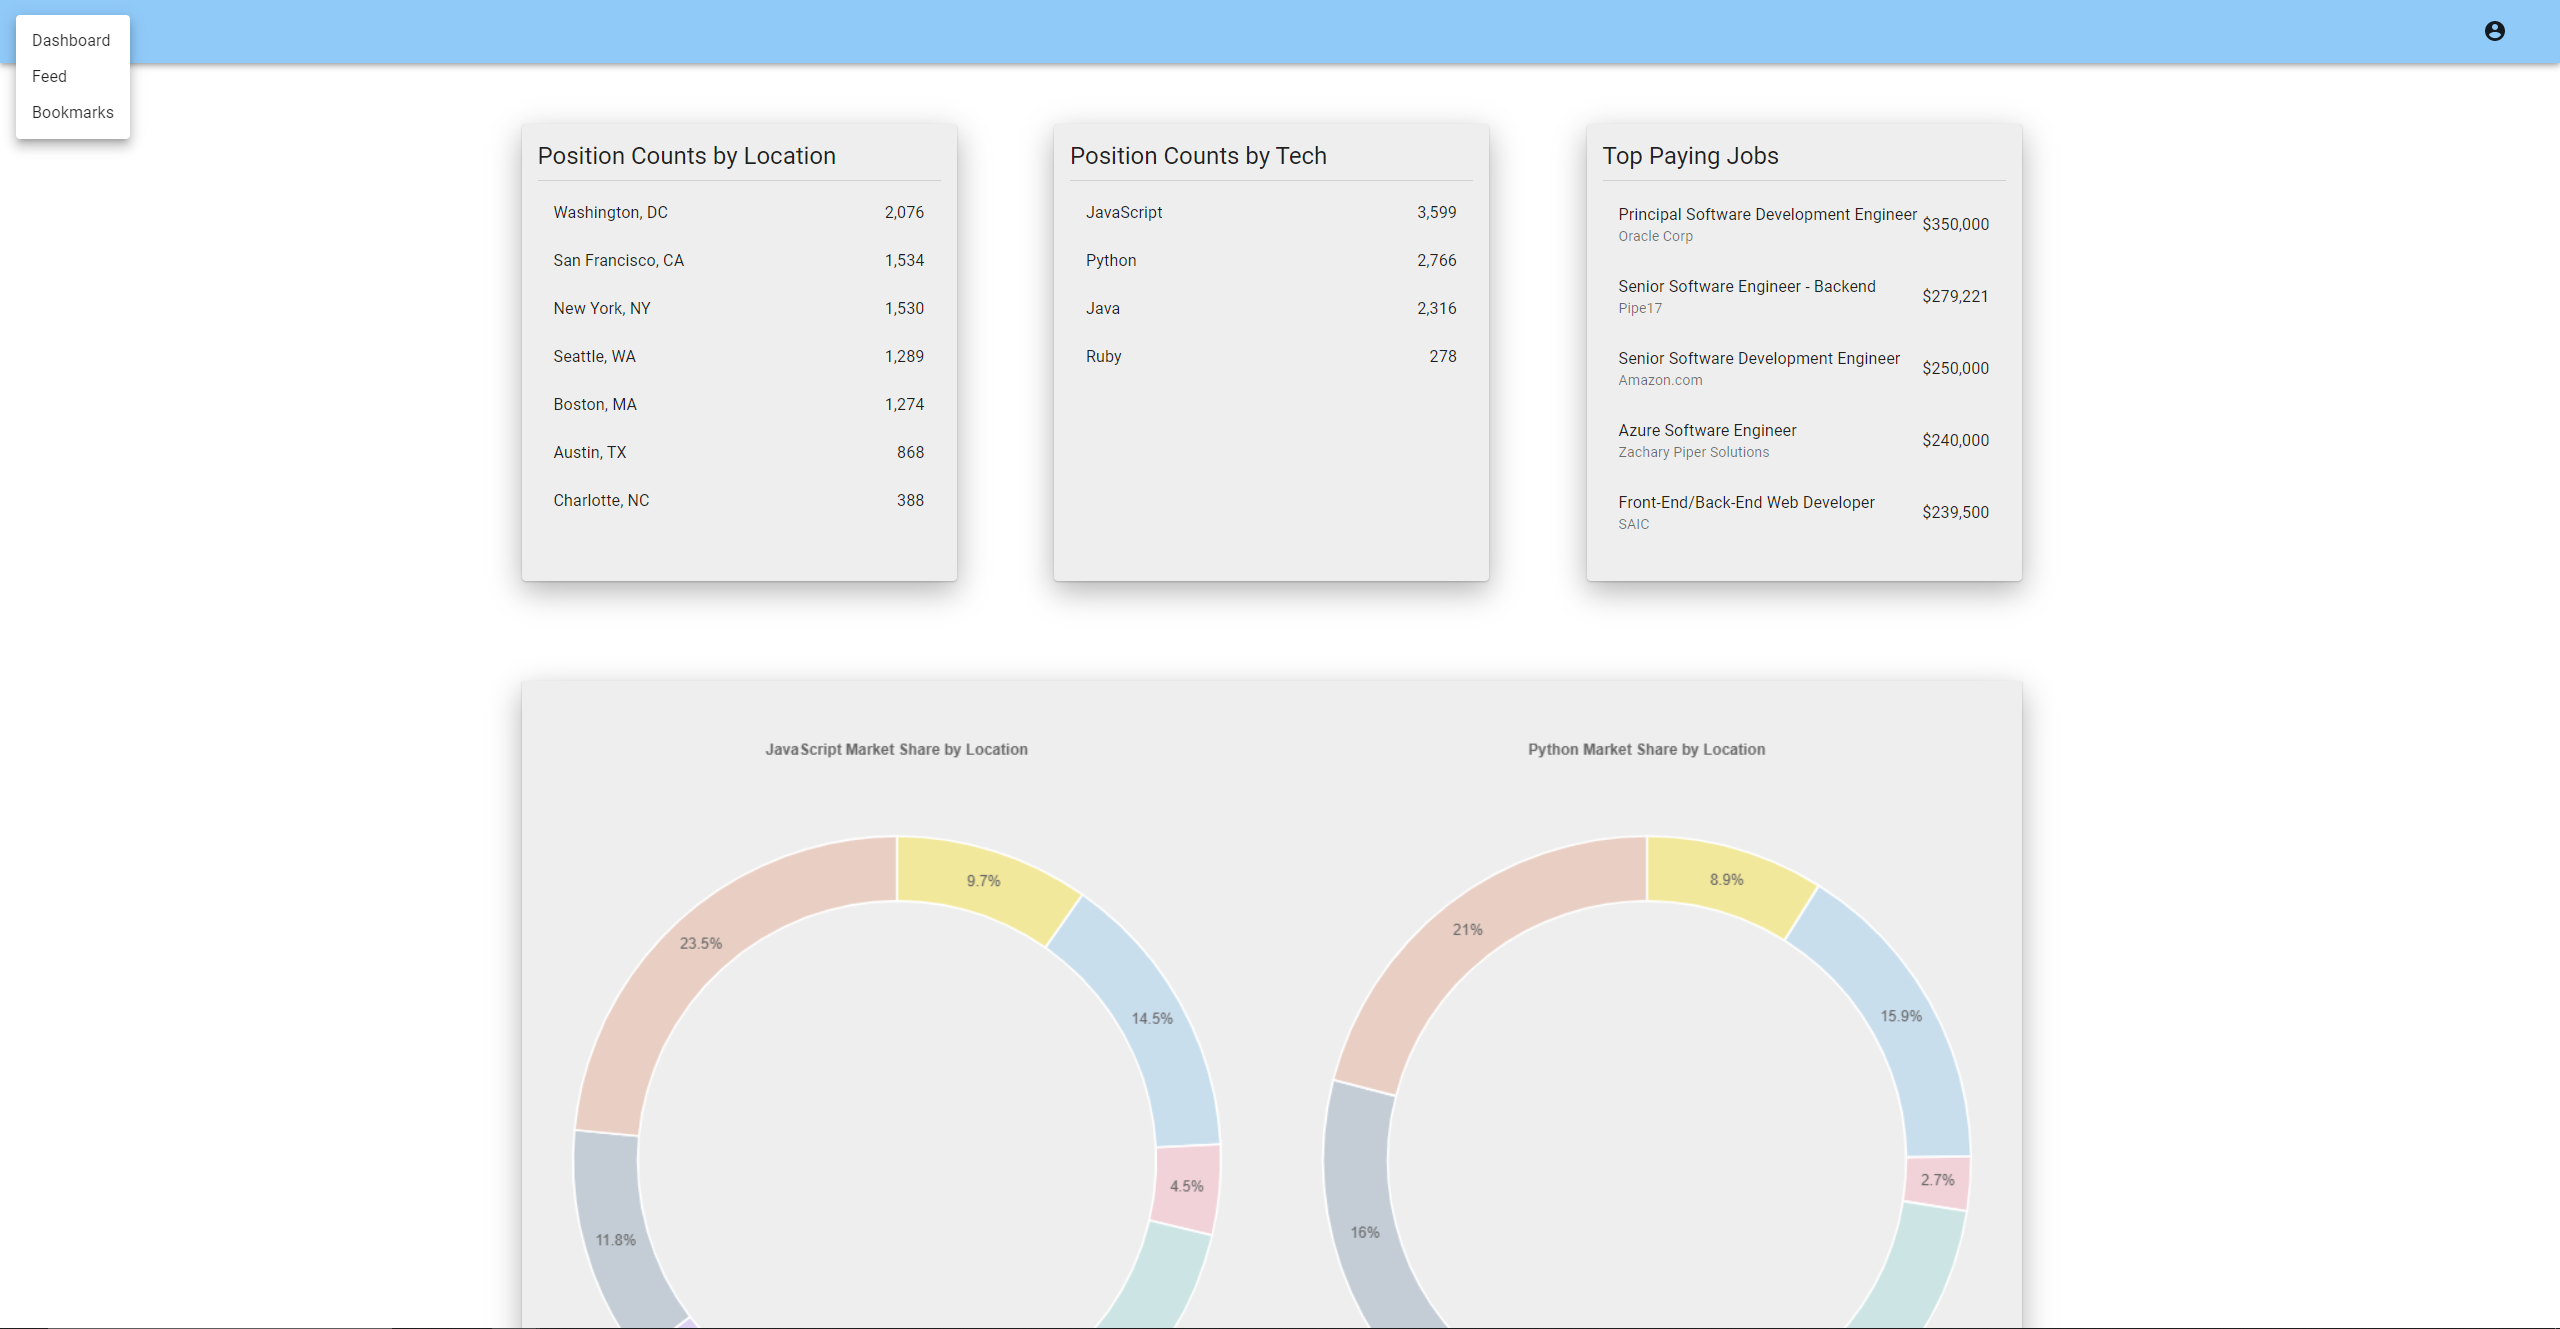 Dashboard
Feed
Bookmarks
Position Counts by Location
Washington, DC 2,076
San Francisco, CA 1,534
New York, NY 1,530
Seattle, WA 1,289
Boston, MA 1,274
Austin, TX 868
Charlotte, NC 388
Position Counts by Tech
JavaScript 3,599
Python 2,766
Java 2,316
Ruby 278
Top Paying Jobs
Principal Software Development Engineer $350,000
Oracle Corp
Senior Software Engineer - Backend $279,221
Pipe17
Senior Software Development Engineer $250,000
Amazon.com
Azure Software Engineer $240,000
Zachary Piper Solutions
Front-End/Back-End Web Developer $239,500
SAIC
JavaScript Market Share by Location
9.7%
23.5%
14.5%
4.5%
11.8%
Python Market Share by Location
8.9%
21%
15.9%
2.7%
16%